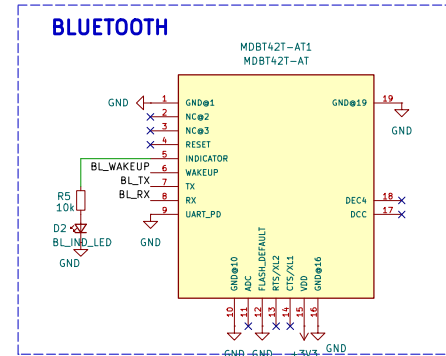 BLUETOOTH
MDBT42T-AT1
MDBT42T-AT
GND 1 GND@1 GND@19 19
2 NC@2 GND
3 NC@3
4 RESET
5 INDICATOR
BL_WAKEUP 6 WAKEUP
BL_TX 7 TX
R5 BL_RX 8 RX DEC4 18
10k 9 UART_PD DCC 17
D2
BL_IND_LED GND
GND
GND@10 ADC FLASH_DEFAULT RTS/XL2 CTS/XL1 VDD GND@16
10 11 12 13 14 15 16
GND GND +3V3 GND